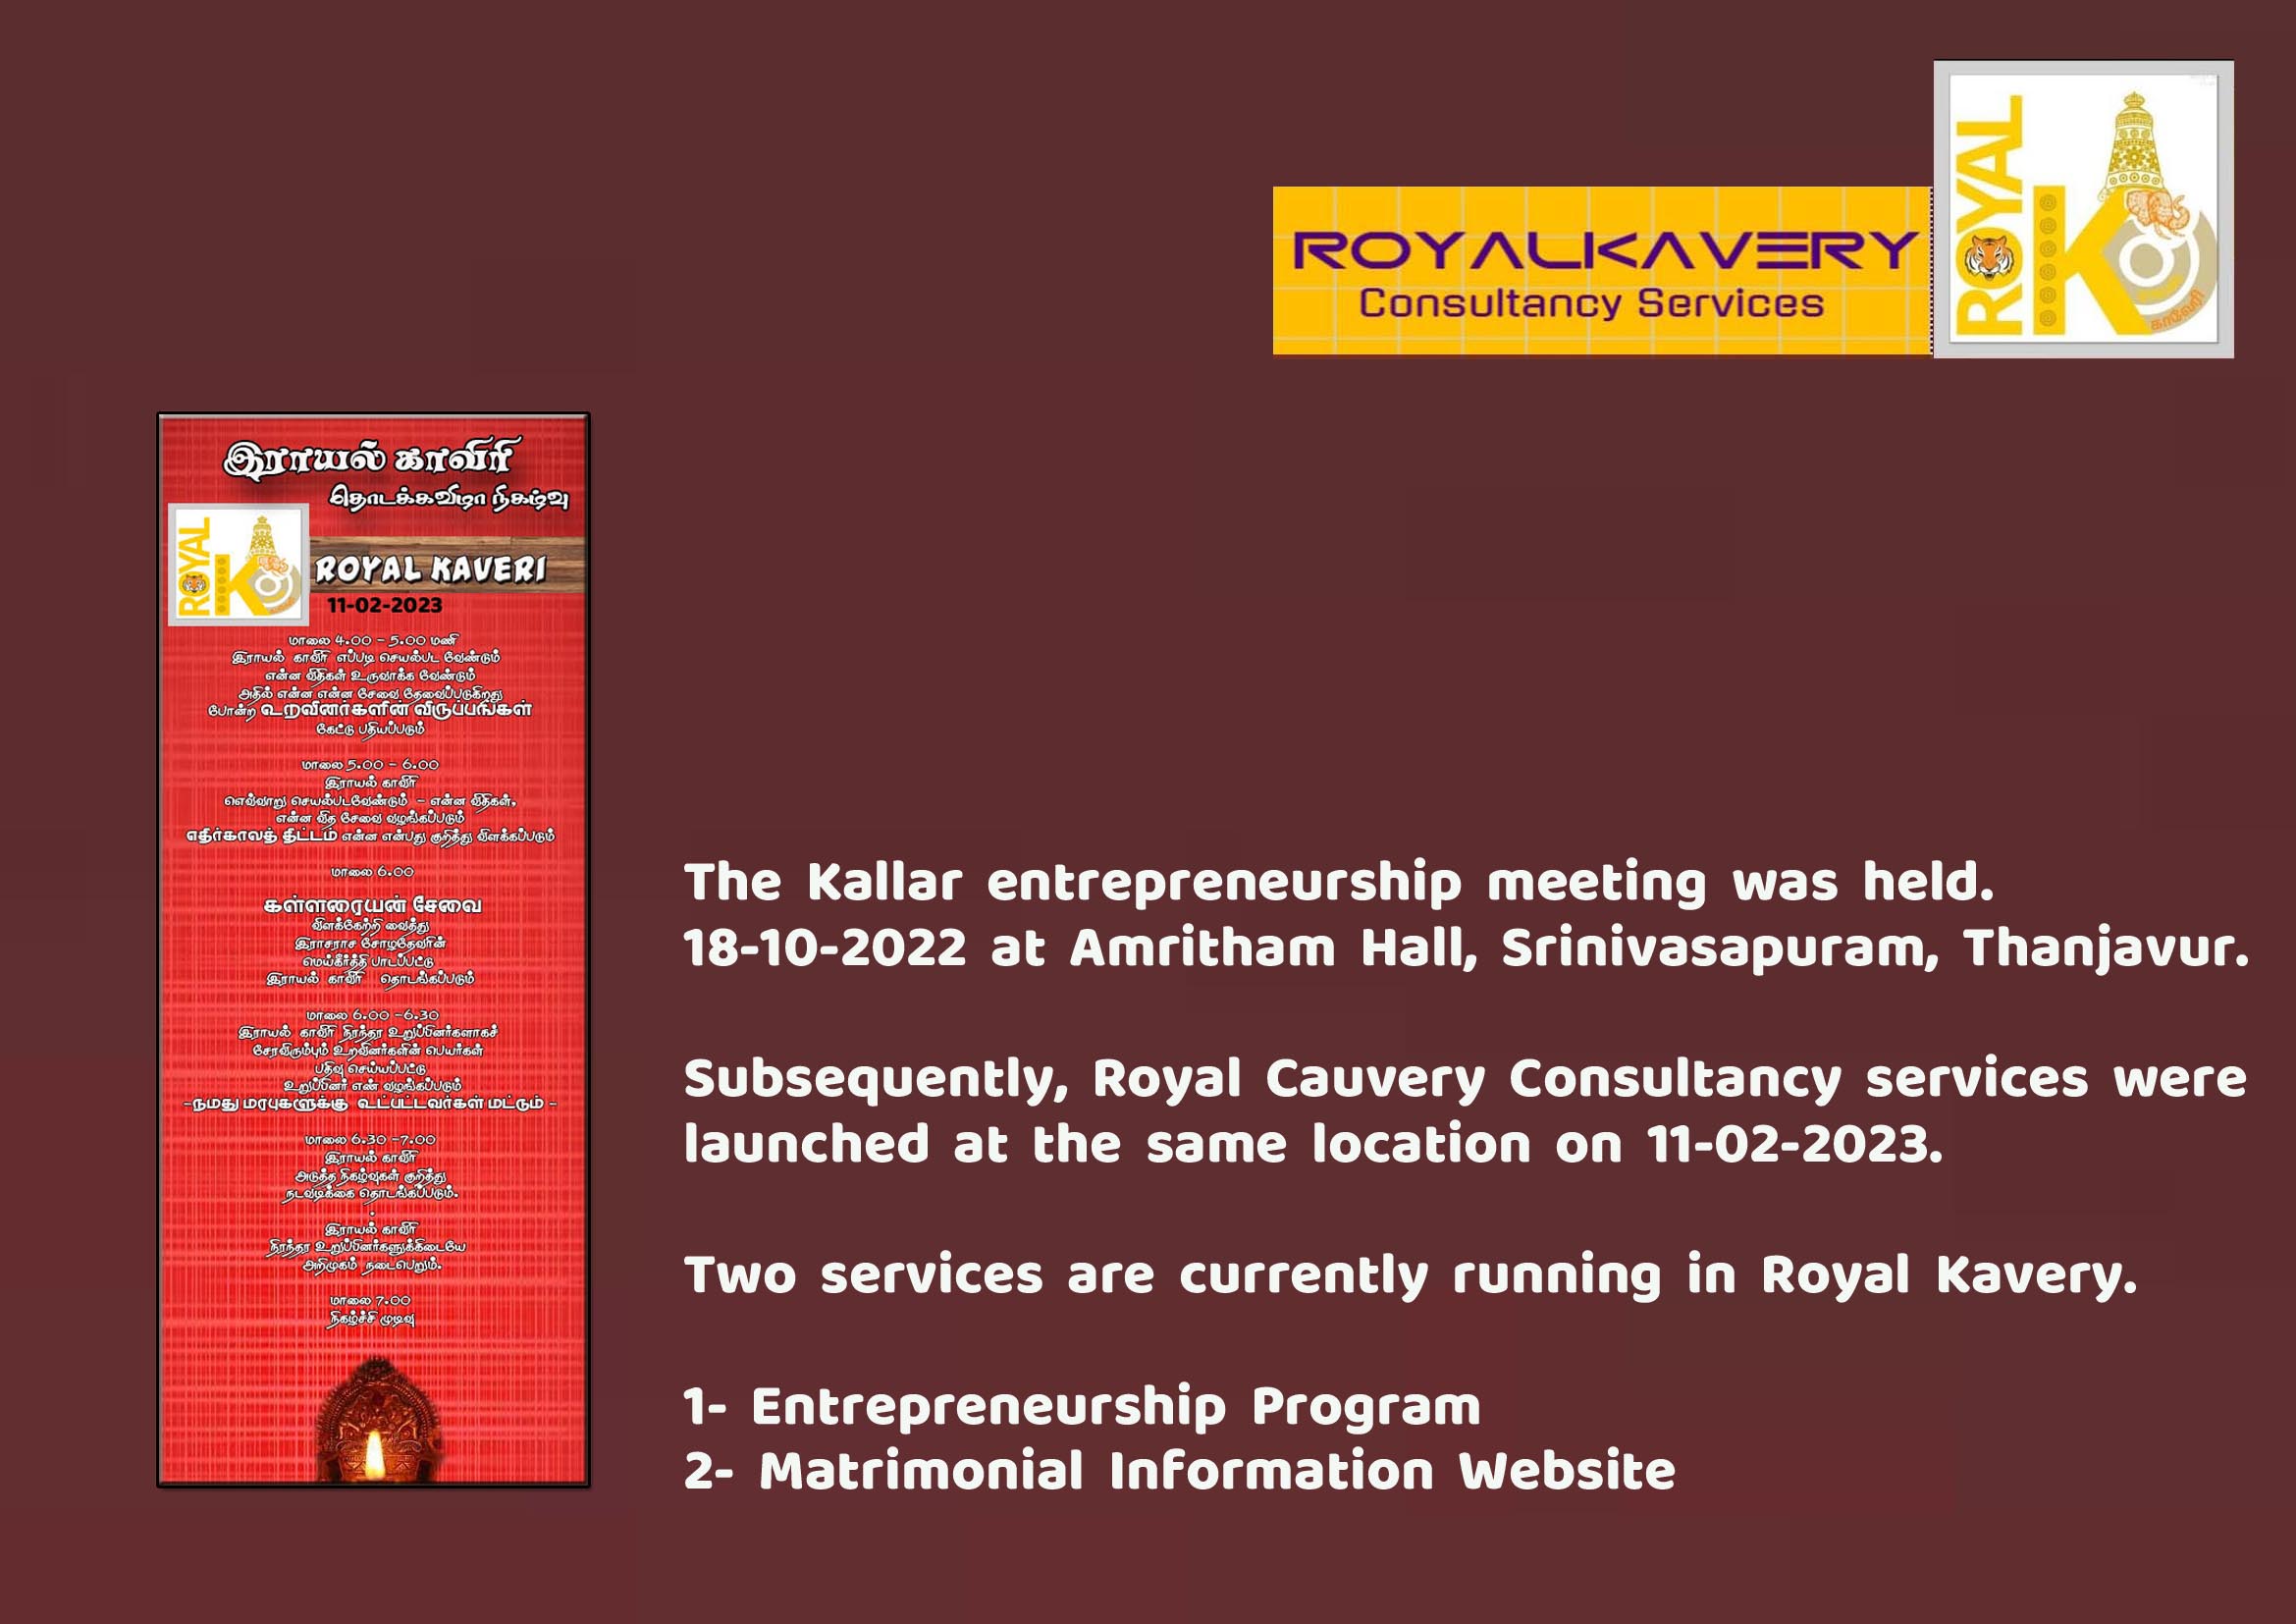 ROYALKAVERY
Consultancy Services
ROYAL
K
காவேரி
இராயல் காவிரி
தொடக்கவிழா நிகழ்வு
ROYAL
K
ROYAL KAVERI
11-02-2023
மாலை 4.00 - 5.00 மணி
இராயல் காவிரி எப்படி செயல்பட வேண்டும்
என்ன விதிகள் உருவாக்க வேண்டும்
அதில் என்ன என்ன சேவை தேவைப்படுகிறது
போன்ற உறவினர்களின் விருப்பங்கள்
கேட்டு பதியப்படும்
மாலை 5.00 - 6.00
இராயல் காவிரி
எவ்வாறு செயல்படவேண்டும் - என்ன விதிகள்,
என்ன வித சேவை வழங்கப்படும்
எதிர்காலத் திட்டம் என்ன என்பது குறித்து விளக்கப்படும்
மாலை 6.00
கள்ளரையன் சேவை
விளக்கேற்றி வைத்து
இராசராச சோழதேவரின்
மெய்கீர்த்தி பாடப்பட்டு
இராயல் காவிரி தொடங்கப்படும்
மாலை 6.00 -6.30
இராயல் காவிரி நிரந்தர உறுப்பினர்களாகச்
சேரவிரும்பும் உறவினர்களின் பெயர்கள்
பதிவு செய்யப்பட்டு
உறுப்பினர் எண் வழங்கப்படும்
-நமது மரபுகளுக்கு உட்பட்டவர்கள் மட்டும் -
மாலை 6.30 -7.00
இராயல் காவிரி
அடுத்த நிகழ்வுகள் குறித்து
நடவடிக்கை தொடங்கப்படும்.
இராயல் காவிரி
நிரந்தர உறுப்பினர்களுக்கிடையே
அறிமுகம் நடைபெறும்.
மாலை 7.00
நிகழ்ச்சி முடிவு
The Kallar entrepreneurship meeting was held.
18-10-2022 at Amritham Hall, Srinivasapuram, Thanjavur.
Subsequently, Royal Cauvery Consultancy services were
launched at the same location on 11-02-2023.
Two services are currently running in Royal Kavery.
1- Entrepreneurship Program
2- Matrimonial Information Website